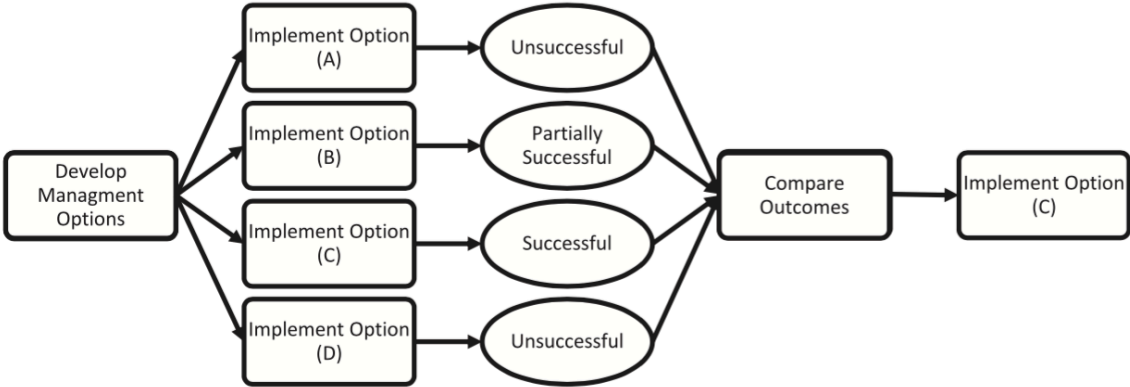 Develop
Managment
Options
Implement Option
(A)
Unsuccessful
Implement Option
(B)
Partially
Successful
Implement Option
(C)
Successful
Implement Option
(D)
Unsuccessful
Compare
Outcomes
Implement Option
(C)